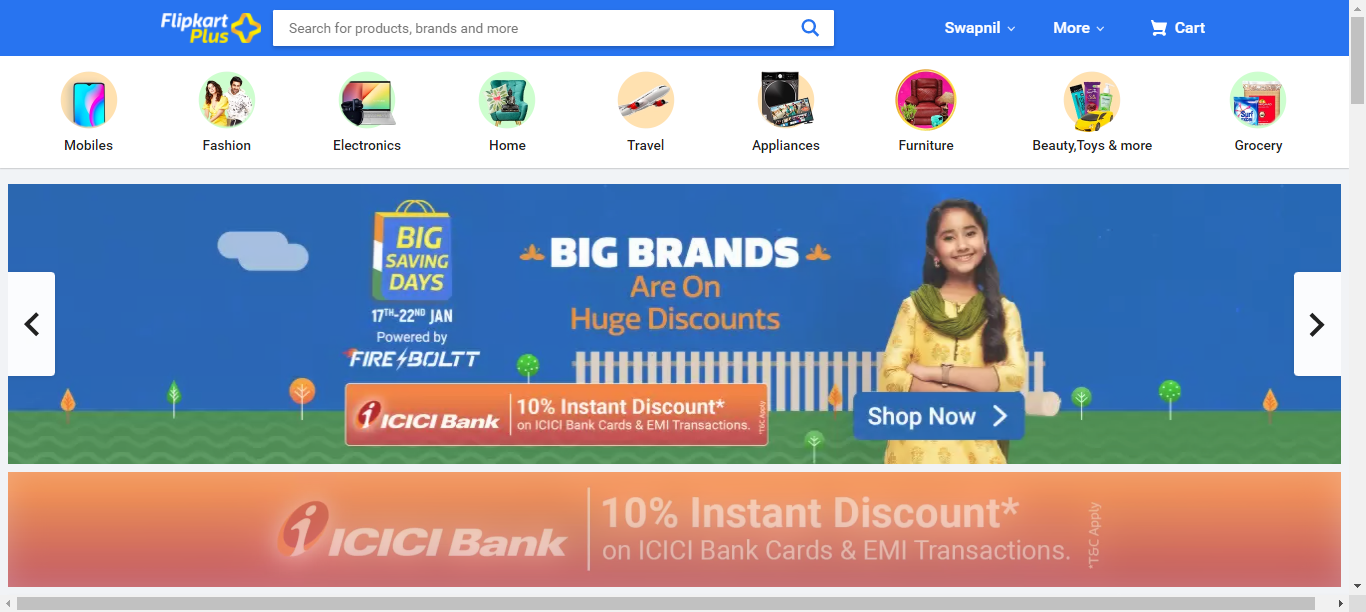 Flipkart
Plus
Search for products, brands and more
Swapnil
More
Cart
Mobiles
Fashion
Electronics
Home
Travel
Appliances
Furniture
Beauty,Toys & more
Grocery
Surf
BIG
SAVING
DAYS
17TH-22ND JAN
Powered by
FIRE BOLTT
BIG BRANDS
Are On
Huge Discounts
i ICICI Bank
10% Instant Discount*
on ICICI Bank Cards & EMI Transactions.
*T&C Apply
Shop Now
i ICICI Bank
10% Instant Discount*
on ICICI Bank Cards & EMI Transactions.
*T&C Apply